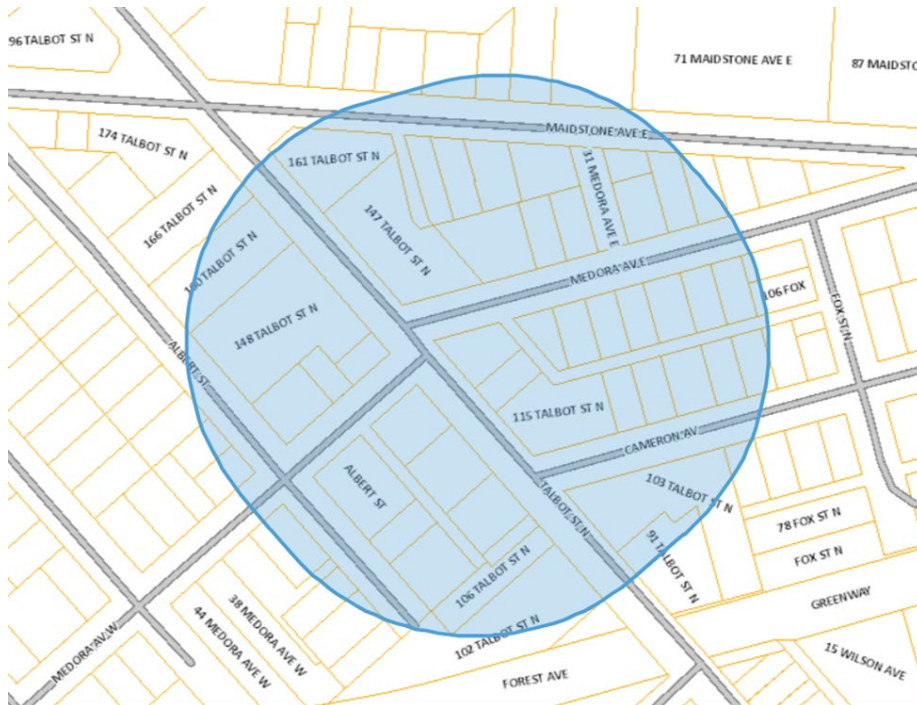 96 TALBOT ST N
71 MAIDSTONE AVE E
87 MAIDSTO
174 TALBOT ST N
161 TALBOT ST N
MAIDSTONE AVE E
31 MEDORA AVE E
166 TALBOT ST N
147 TALBOT ST N
160 TALBOT ST N
MEDORA AV E
106 FOX
148 TALBOT ST N
FOX ST N
ALBERT ST
115 TALBOT ST N
CAMERON AV
ALBERT ST
TALBOT ST N
103 TALBOT ST N
78 FOX ST N
FOX ST N
91 TALBOT ST N
106 TALBOT ST N
GREENWAY
38 MEDORA AVE W
44 MEDORA AVE W
MEDORA AV W
102 TALBOT ST N
15 WILSON AVE
FOREST AVE